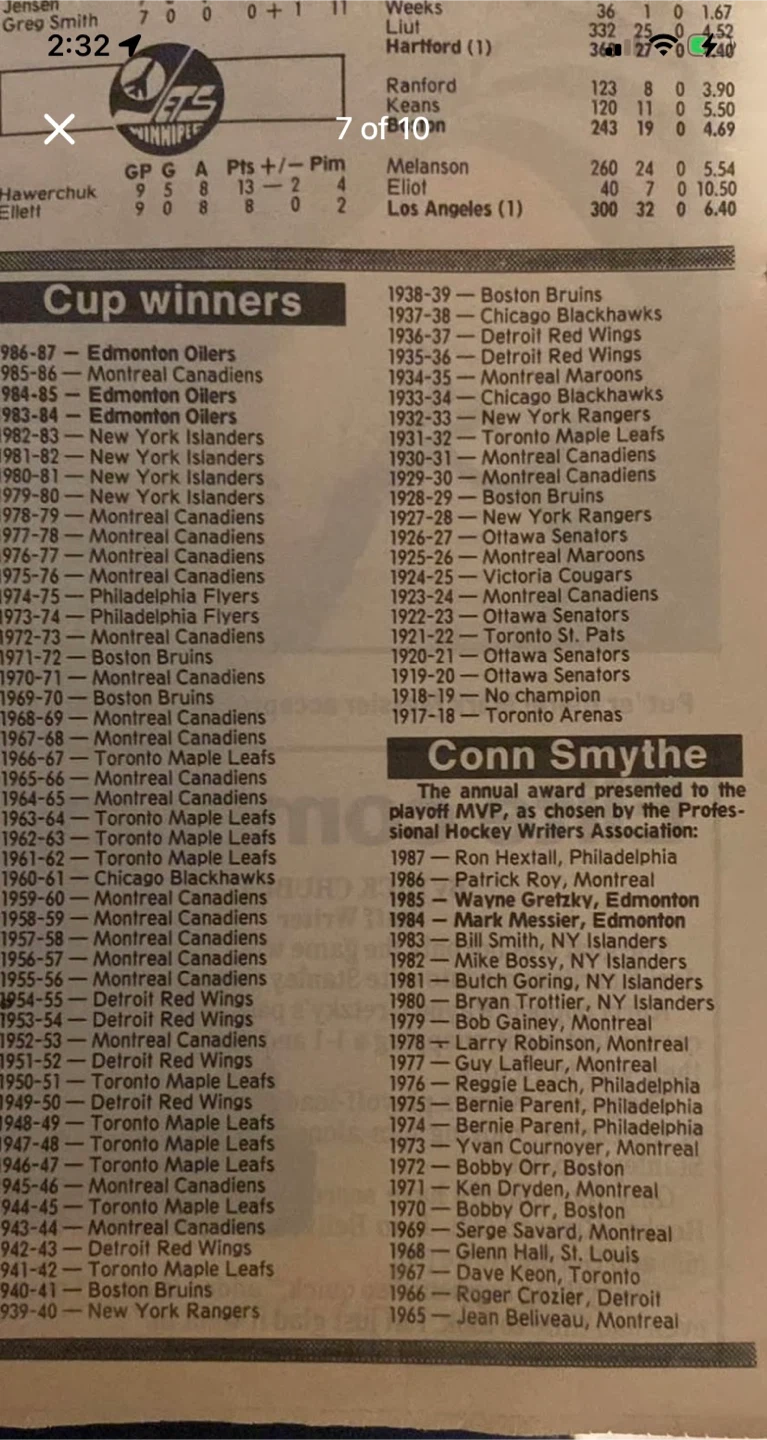 Jensen
Greg Smith 7 0 0 0 + 1 11
2:32
JETS
WINNIPEG
GP G A Pts +/− Pim
Hawerchuk 9 5 8 13 — 2 4
Ellett 9 0 8 8 0 2
Weeks 36 1 0 1.67
Liut 332 25 0 4.52
Hartford (1) 27 0
Ranford 123 8 0 3.90
Keans 120 11 0 5.50
7 of 10
Boston 243 19 0 4.69
Melanson 260 24 0 5.54
Eliot 40 7 0 10.50
Los Angeles (1) 300 32 0 6.40
Cup winners
986-87 — Edmonton Oilers
985-86 — Montreal Canadiens
984-85 — Edmonton Oilers
983-84 — Edmonton Oilers
1982-83 — New York Islanders
1981-82 — New York Islanders
1980-81 — New York Islanders
1979-80 — New York Islanders
1978-79 — Montreal Canadiens
1977-78 — Montreal Canadiens
1976-77 — Montreal Canadiens
1975-76 — Montreal Canadiens
1974-75 — Philadelphia Flyers
1973-74 — Philadelphia Flyers
1972-73 — Montreal Canadiens
1971-72 — Boston Bruins
1970-71 — Montreal Canadiens
1969-70 — Boston Bruins
1968-69 — Montreal Canadiens
1967-68 — Montreal Canadiens
1966-67 — Toronto Maple Leafs
1965-66 — Montreal Canadiens
1964-65 — Montreal Canadiens
1963-64 — Toronto Maple Leafs
1962-63 — Toronto Maple Leafs
1961-62 — Toronto Maple Leafs
1960-61 — Chicago Blackhawks
1959-60 — Montreal Canadiens
1958-59 — Montreal Canadiens
1957-58 — Montreal Canadiens
1956-57 — Montreal Canadiens
1955-56 — Montreal Canadiens
1954-55 — Detroit Red Wings
1953-54 — Detroit Red Wings
1952-53 — Montreal Canadiens
1951-52 — Detroit Red Wings
1950-51 — Toronto Maple Leafs
1949-50 — Detroit Red Wings
1948-49 — Toronto Maple Leafs
1947-48 — Toronto Maple Leafs
1946-47 — Toronto Maple Leafs
945-46 — Montreal Canadiens
944-45 — Toronto Maple Leafs
943-44 — Montreal Canadiens
942-43 — Detroit Red Wings
941-42 — Toronto Maple Leafs
940-41 — Boston Bruins
939-40 — New York Rangers
1938-39 — Boston Bruins
1937-38 — Chicago Blackhawks
1936-37 — Detroit Red Wings
1935-36 — Detroit Red Wings
1934-35 — Montreal Maroons
1933-34 — Chicago Blackhawks
1932-33 — New York Rangers
1931-32 — Toronto Maple Leafs
1930-31 — Montreal Canadiens
1929-30 — Montreal Canadiens
1928-29 — Boston Bruins
1927-28 — New York Rangers
1926-27 — Ottawa Senators
1925-26 — Montreal Maroons
1924-25 — Victoria Cougars
1923-24 — Montreal Canadiens
1922-23 — Ottawa Senators
1921-22 — Toronto St. Pats
1920-21 — Ottawa Senators
1919-20 — Ottawa Senators
1918-19 — No champion
1917-18 — Toronto Arenas
Conn Smythe
The annual award presented to the
playoff MVP, as chosen by the Profes-
sional Hockey Writers Association:
1987 — Ron Hextall, Philadelphia
1986 — Patrick Roy, Montreal
1985 — Wayne Gretzky, Edmonton
1984 — Mark Messier, Edmonton
1983 — Bill Smith, NY Islanders
1982 — Mike Bossy, NY Islanders
1981 — Butch Goring, NY Islanders
1980 — Bryan Trottier, NY Islanders
1979 — Bob Gainey, Montreal
1978 — Larry Robinson, Montreal
1977 — Guy Lafleur, Montreal
1976 — Reggie Leach, Philadelphia
1975 — Bernie Parent, Philadelphia
1974 — Bernie Parent, Philadelphia
1973 — Yvan Cournoyer, Montreal
1972 — Bobby Orr, Boston
1971 — Ken Dryden, Montreal
1970 — Bobby Orr, Boston
1969 — Serge Savard, Montreal
1968 — Glenn Hall, St. Louis
1967 — Dave Keon, Toronto
1966 — Roger Crozier, Detroit
1965 — Jean Beliveau, Montreal